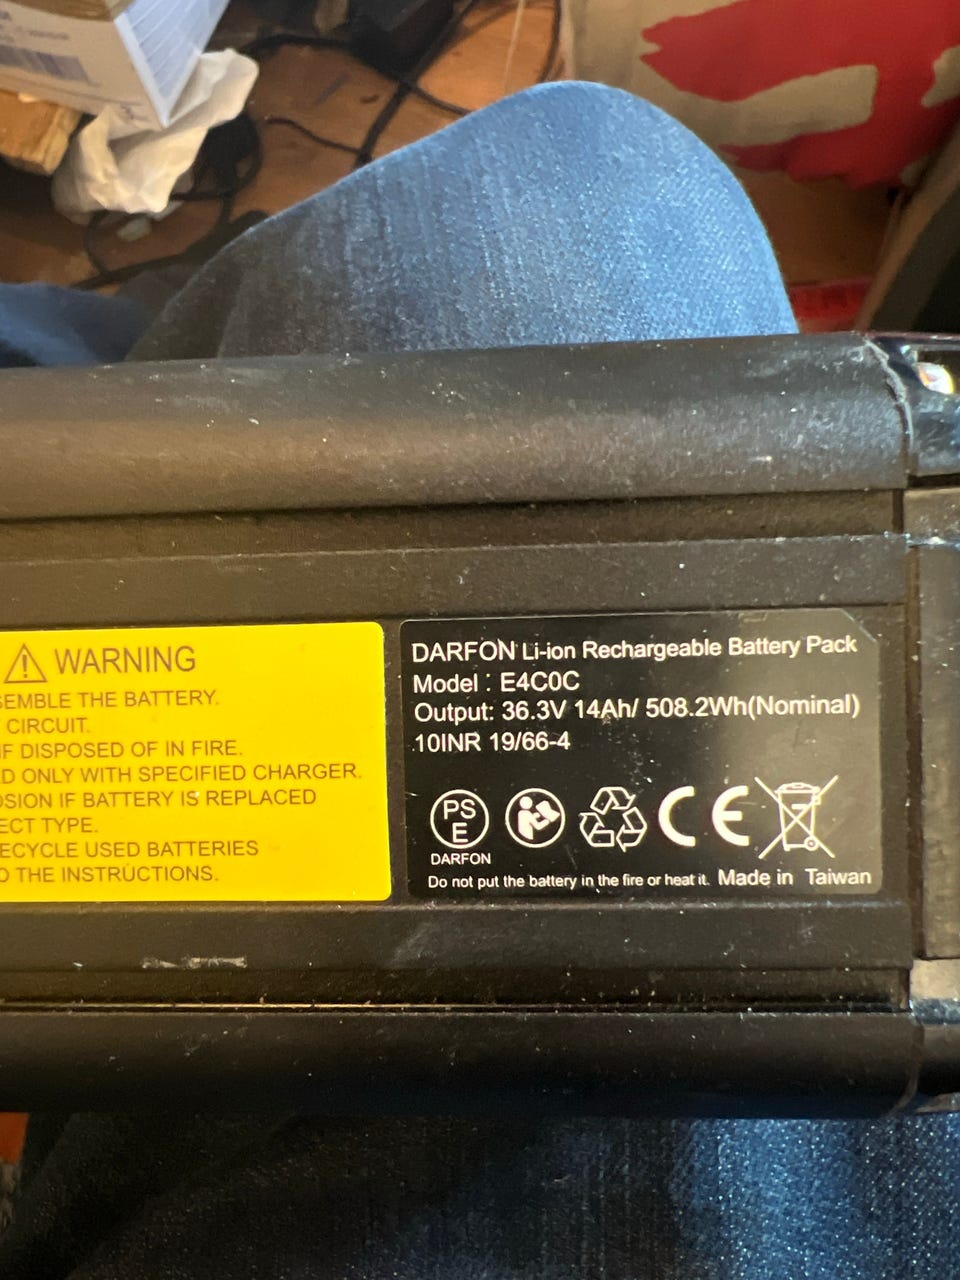 WARNING
SEMBLE THE BATTERY.
CIRCUIT.
IF DISPOSED OF IN FIRE.
D ONLY WITH SPECIFIED CHARGER.
OSION IF BATTERY IS REPLACED
ECT TYPE.
ECYCLE USED BATTERIES
O THE INSTRUCTIONS.
DARFON Li-ion Rechargeable Battery Pack
Model : E4C0C
Output: 36.3V 14Ah/ 508.2Wh(Nominal)
10INR 19/66-4
PS
E
CE
DARFON
Do not put the battery in the fire or heat it. Made in Taiwan